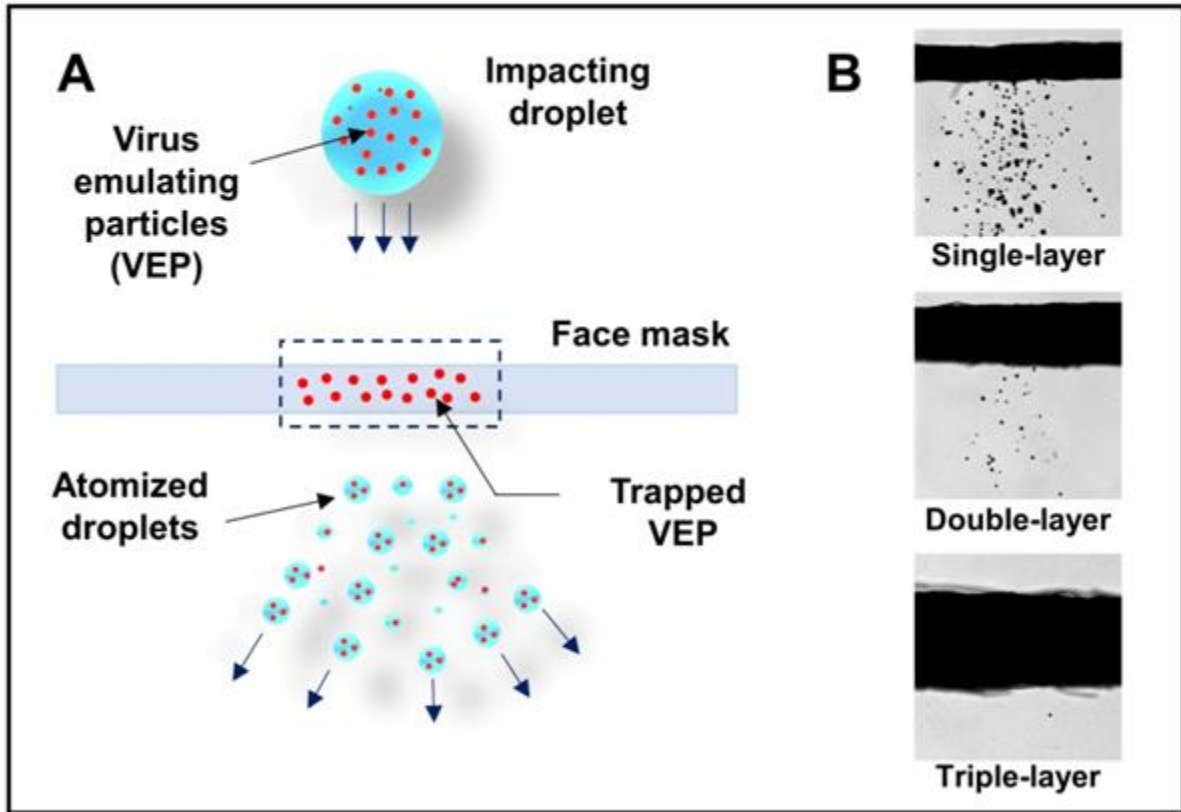 A
Impacting
droplet
Virus
emulating
particles
(VEP)
Face mask
Atomized
droplets
Trapped
VEP
B
Single-layer
Double-layer
Triple-layer